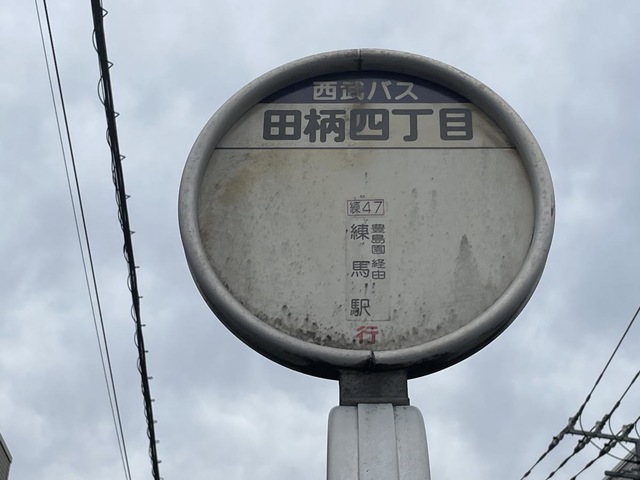 西武バス
田柄四丁目
練47
豊島園経由
練馬駅
行